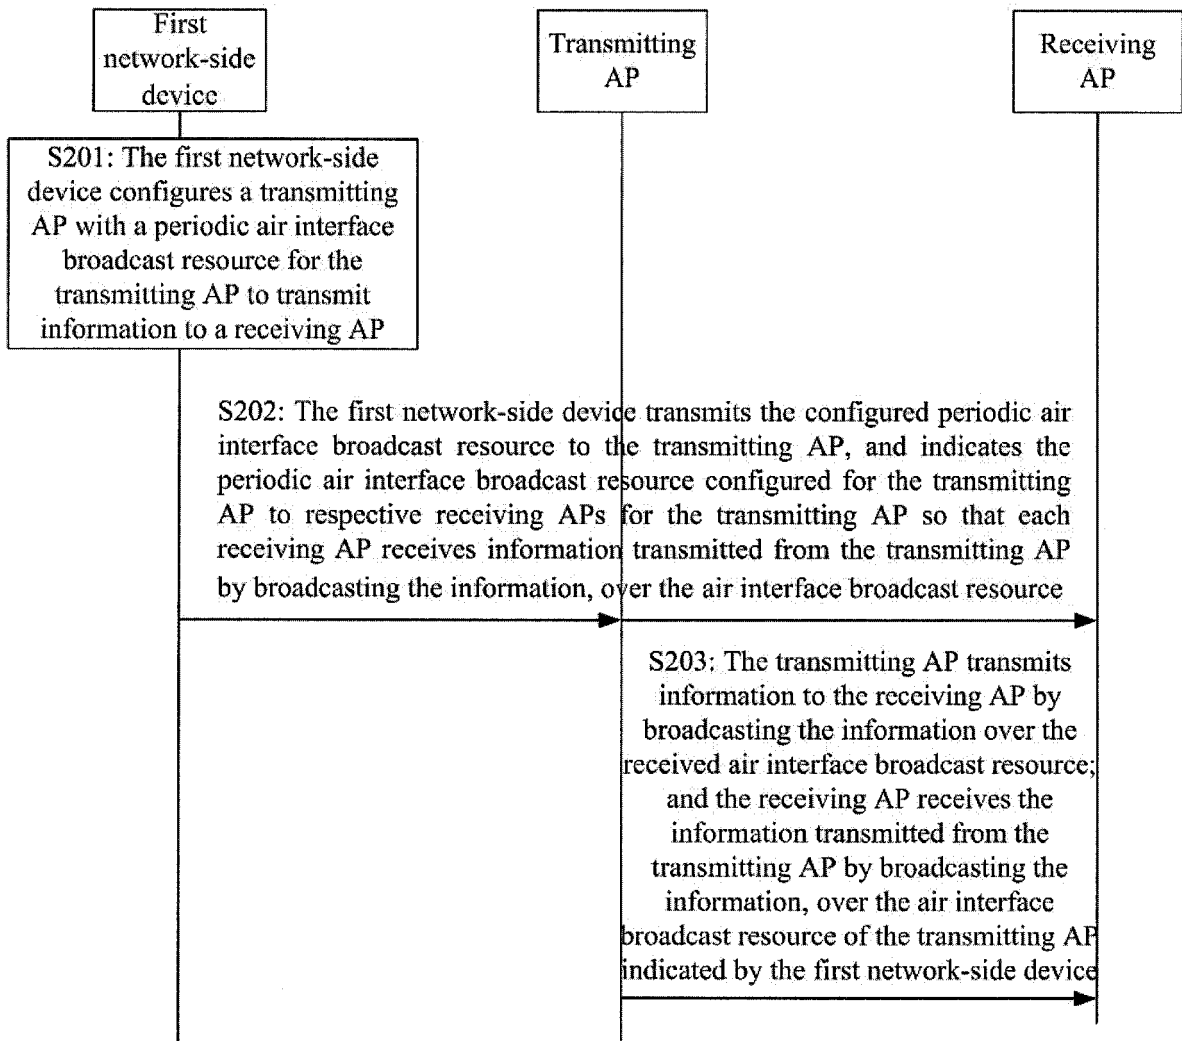 First
network-side
device
Transmitting
AP
Receiving
AP
S201: The first network-side
device configures a transmitting
AP with a periodic air interface
broadcast resource for the
transmitting AP to transmit
information to a receiving AP
S202: The first network-side device transmits the configured periodic air
interface broadcast resource to the transmitting AP, and indicates the
periodic air interface broadcast resource configured for the transmitting
AP to respective receiving APs for the transmitting AP so that each
receiving AP receives information transmitted from the transmitting AP
by broadcasting the information, over the air interface broadcast resource
S203: The transmitting AP transmits
information to the receiving AP by
broadcasting the information over the
received air interface broadcast resource;
and the receiving AP receives the
information transmitted from the
transmitting AP by broadcasting the
information, over the air interface
broadcast resource of the transmitting AP
indicated by the first network-side device